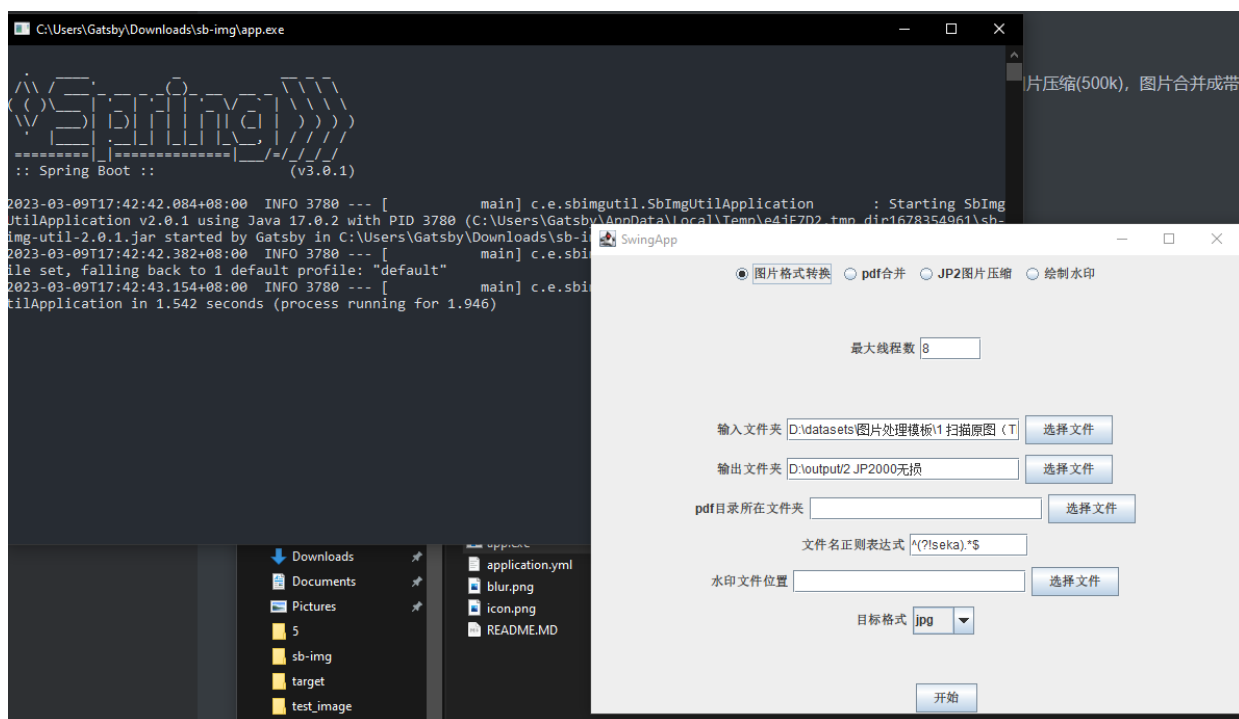 C:\Users\Gatsby\Downloads\sb-img\app.exe
片压缩(500k)，图片合并成带
:: Spring Boot ::                (v3.0.1)
2023-03-09T17:42:42.084+08:00  INFO 3780 --- [           main] c.e.sbimgutil.SbImgUtilApplication       : Starting SbImg
UtilApplication v2.0.1 using Java 17.0.2 with PID 3780 (C:\Users\Gatsby\AppData\Local\Temp\e4jF7D2.tmp_dir1678354961\sb-
img-util-2.0.1.jar started by Gatsby in C:\Users\Gatsby\Downloads\sb-i
2023-03-09T17:42:42.382+08:00  INFO 3780 --- [           main] c.e.sbi
ile set, falling back to 1 default profile: "default"
2023-03-09T17:42:43.154+08:00  INFO 3780 --- [           main] c.e.sbi
tilApplication in 1.542 seconds (process running for 1.946)
SwingApp
图片格式转换 pdf合并 JP2图片压缩 绘制水印
最大线程数 8
输入文件夹 D:\datasets\图片处理模板\1 扫描原图（T 选择文件
输出文件夹 D:\output/2 JP2000无损 选择文件
pdf目录所在文件夹 选择文件
文件名正则表达式 ^(?!seka).*$
水印文件位置 选择文件
目标格式 jpg
开始
Downloads
Documents
Pictures
5
sb-img
target
test_image
app.exe
application.yml
blur.png
icon.png
README.MD